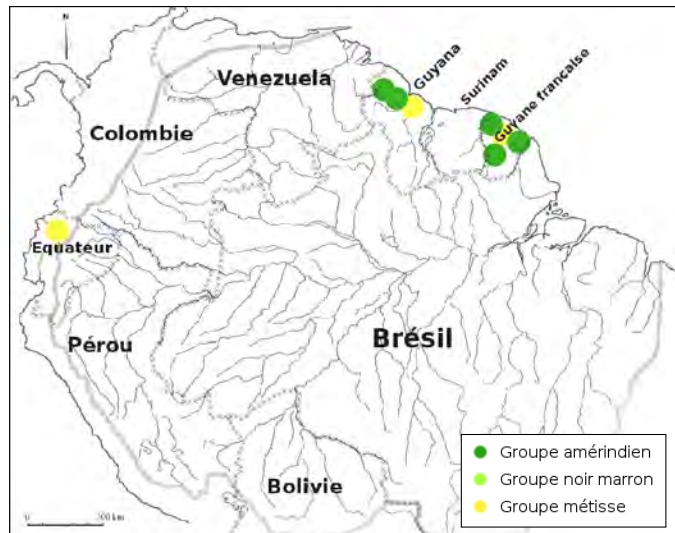 N
Venezuela
Guyana
Surinam
Guyane française
Colombie
Equateur
Pérou
Brésil
Bolivie
Groupe amérindien
Groupe noir marron
Groupe métisse
0
300 km